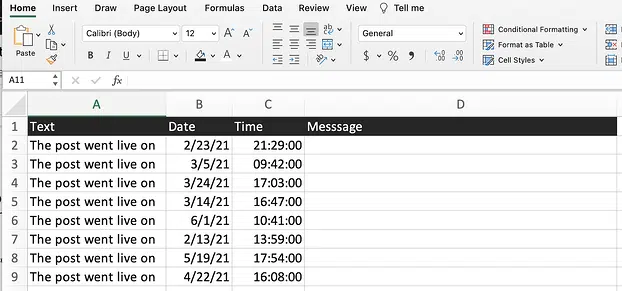 Home Insert Draw Page Layout Formulas Data Review View Tell me
Calibri (Body) 12 A^ A˅ ab General Conditional Formatting
Paste B I U A $ % 9 .0 .00 Format as Table
Cell Styles
A11 fx
A B C D
1 Text Date Time Messsage
2 The post went live on 2/23/21 21:29:00
3 The post went live on 3/5/21 09:42:00
4 The post went live on 3/24/21 17:03:00
5 The post went live on 3/14/21 16:47:00
6 The post went live on 6/1/21 10:41:00
7 The post went live on 2/13/21 13:59:00
8 The post went live on 5/19/21 17:54:00
9 The post went live on 4/22/21 16:08:00